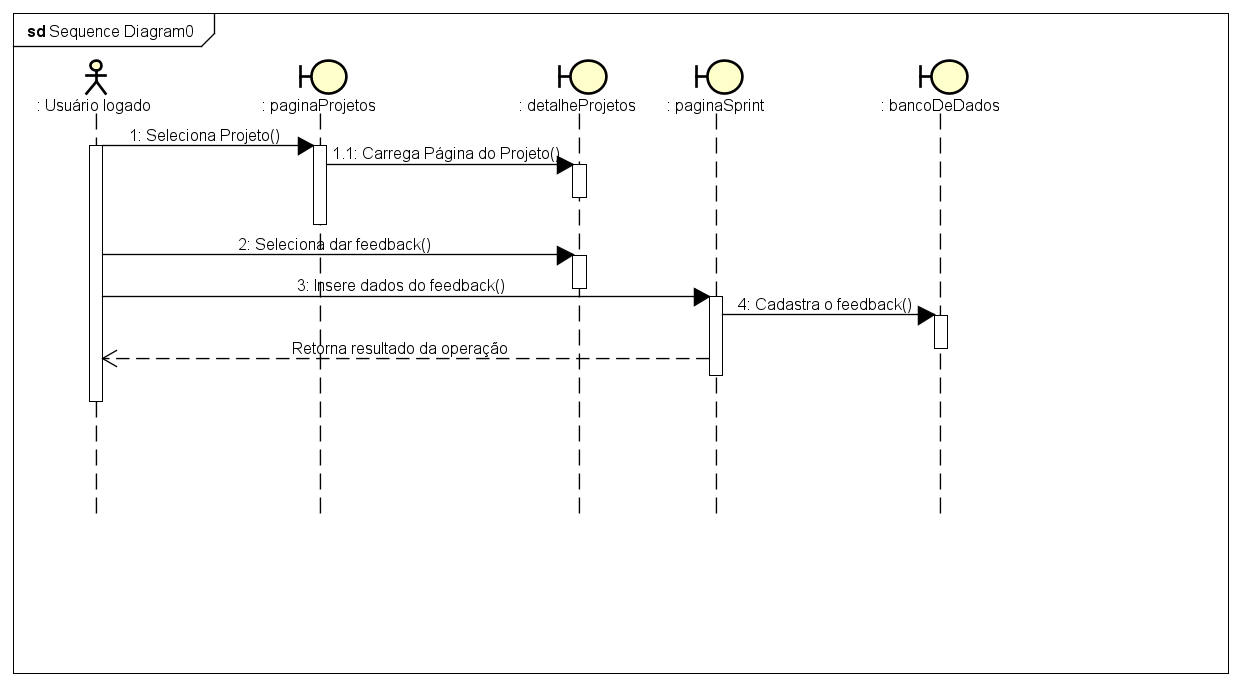 sd Sequence Diagram0
: Usuário logado
: paginaProjetos
: detalheProjetos
: paginaSprint
: bancoDeDados
1: Seleciona Projeto()
1.1: Carrega Página do Projeto()
2: Seleciona dar feedback()
3: Insere dados do feedback()
4: Cadastra o feedback()
Retorna resultado da operação